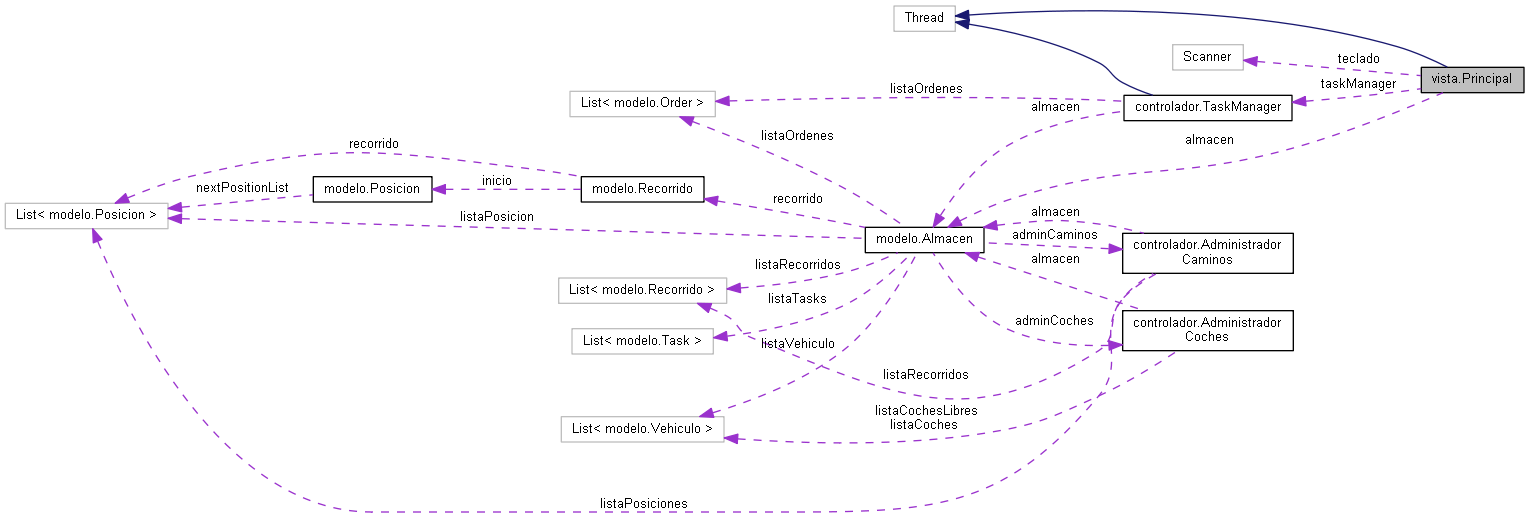 Thread
Scanner
teclado
vista.Principal
taskManager
listaOrdenes
List< modelo.Order >
almacen
controlador.TaskManager
listaOrdenes
almacen
recorrido
nextPositionList
modelo.Posicion
inicio
modelo.Recorrido
recorrido
List< modelo.Posicion >
listaPosicion
almacen
modelo.Almacen
adminCaminos
controlador.Administrador
Caminos
almacen
listaRecorridos
List< modelo.Recorrido >
listaTasks
adminCoches
controlador.Administrador
Coches
List< modelo.Task >
listaVehiculo
listaRecorridos
listaCochesLibres
listaCoches
List< modelo.Vehiculo >
listaPosiciones